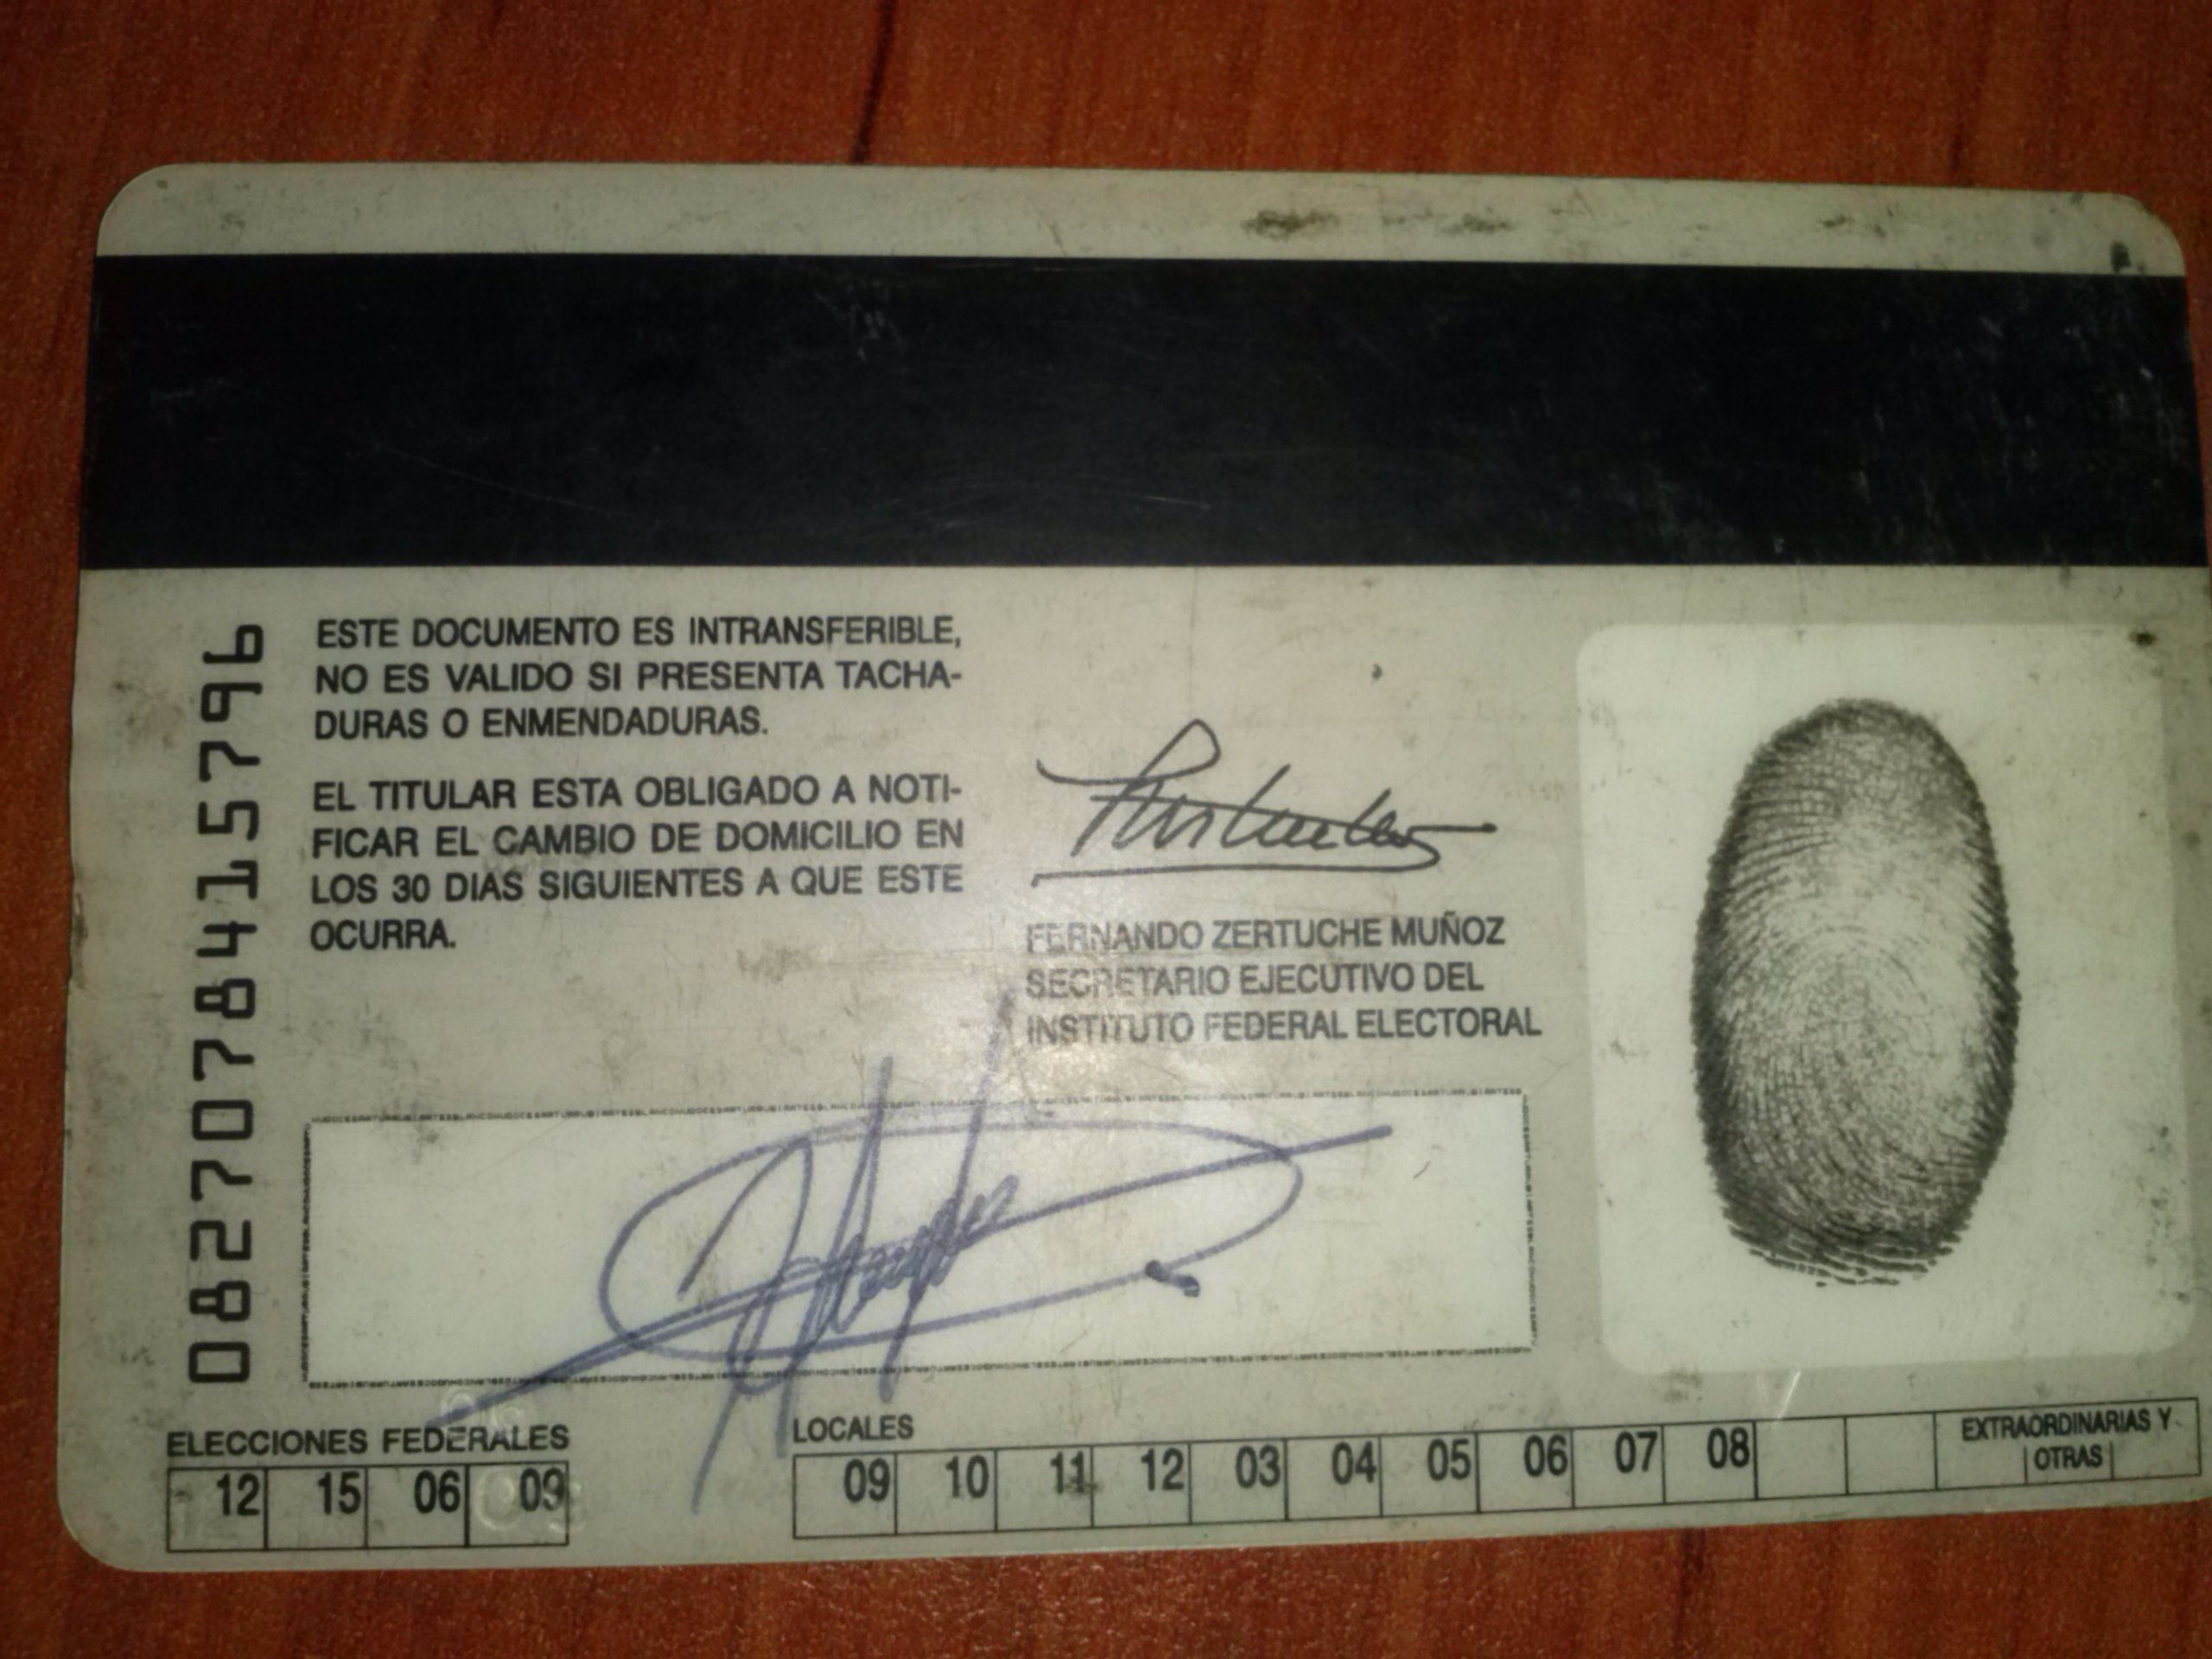 0827078415796
ESTE DOCUMENTO ES INTRANSFERIBLE,
NO ES VALIDO SI PRESENTA TACHA-
DURAS O ENMENDADURAS.
EL TITULAR ESTA OBLIGADO A NOTI-
FICAR EL CAMBIO DE DOMICILIO EN
LOS 30 DIAS SIGUIENTES A QUE ESTE
OCURRA.
FERNANDO ZERTUCHE MUÑOZ
SECRETARIO EJECUTIVO DEL
INSTITUTO FEDERAL ELECTORAL
ELECCIONES FEDERALES
12 15 06 09
LOCALES
09 10 11 12 03 04 05 06 07 08
EXTRAORDINARIAS Y
OTRAS